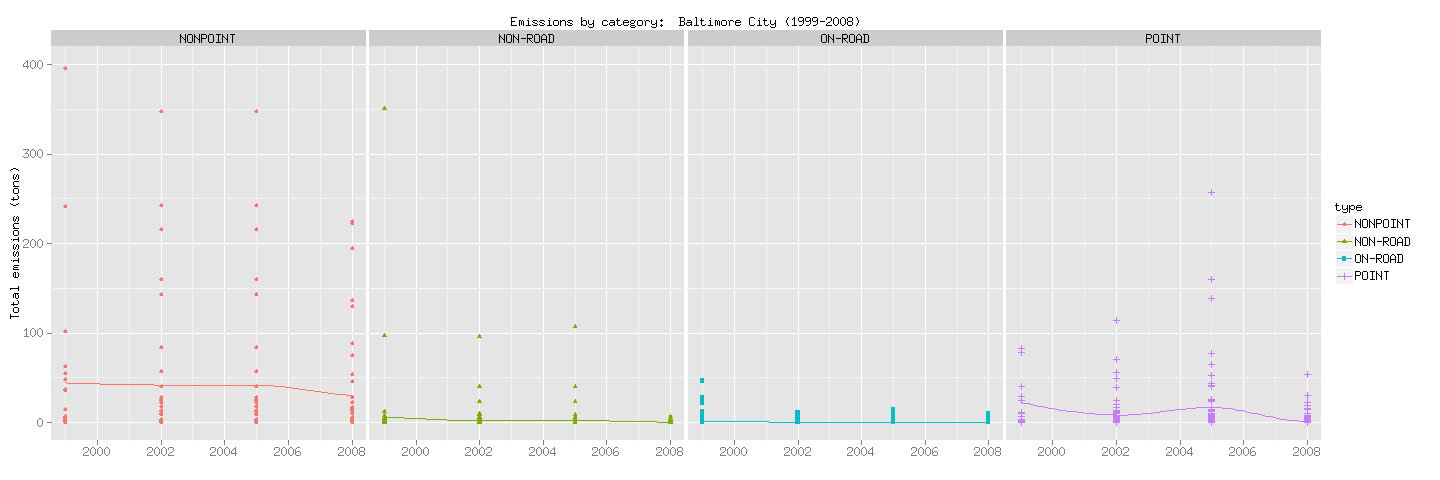 Emissions by category:  Baltimore City (1999-2008)
NONPOINT NON-ROAD ON-ROAD POINT
400
300
200
100
0
Total emissions (tons)
2000 2002 2004 2006 2008 2000 2002 2004 2006 2008 2000 2002 2004 2006 2008 2000 2002 2004 2006 2008
type
NONPOINT
NON-ROAD
ON-ROAD
POINT